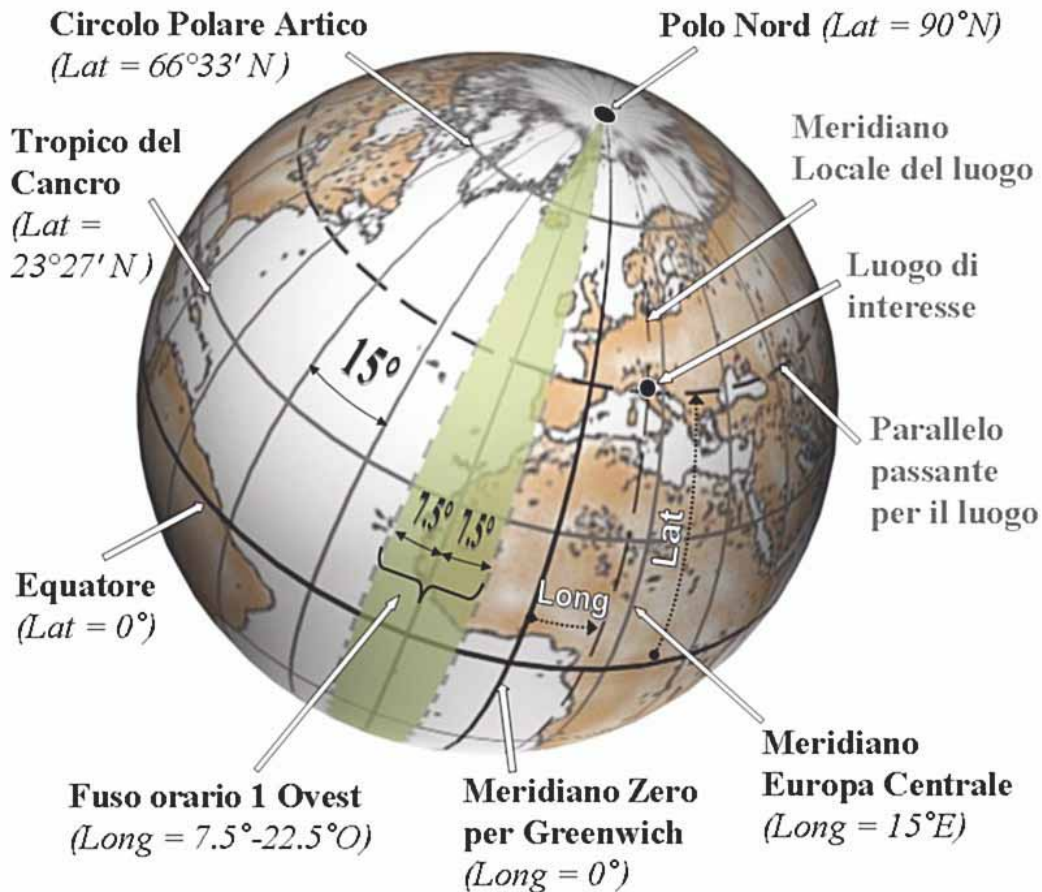 Circolo Polare Artico
(Lat = 66°33' N)
Polo Nord (Lat = 90°N)
Tropico del
Cancro
(Lat =
23°27' N)
Meridiano
Locale del luogo
Luogo di
interesse
15°
Parallelo
passante
per il luogo
7.5° 7.5°
Lat
Long
Equatore
(Lat = 0°)
Fuso orario 1 Ovest
(Long = 7.5°-22.5°O)
Meridiano Zero
per Greenwich
(Long = 0°)
Meridiano
Europa Centrale
(Long = 15°E)